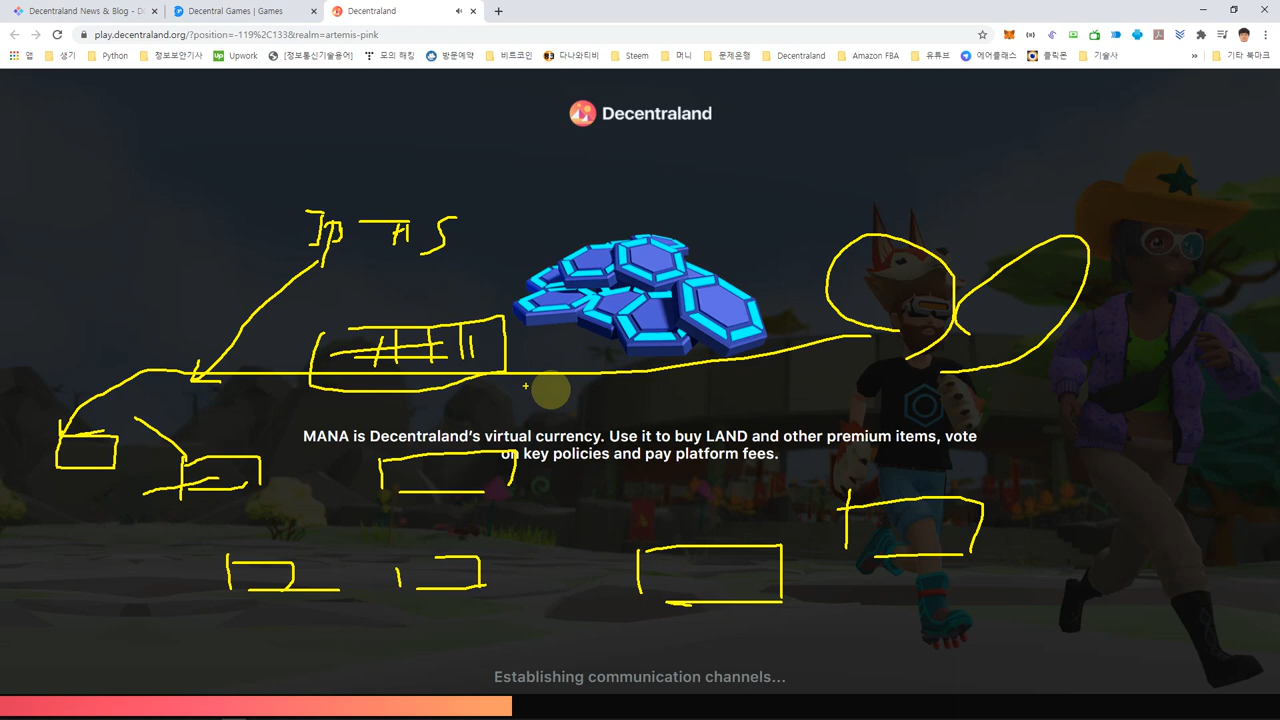 Decentraland News & Blog - D
Decentral Games | Games
Decentraland
play.decentraland.org/?position=-119%2C133&realm=artemis-pink
앱
생기
Python
정보보안기사
Upwork
[정보통신기술용어]
모의 해킹
방문예약
비트코인
다나와티비
Steem
머니
문제은행
Decentraland
Amazon FBA
유튜브
에어플래스
클릭몬
기술사
»
기타 북마크
Decentraland
MANA is Decentraland's virtual currency. Use it to buy LAND and other premium items, vote
on key policies and pay platform fees.
Establishing communication channels...